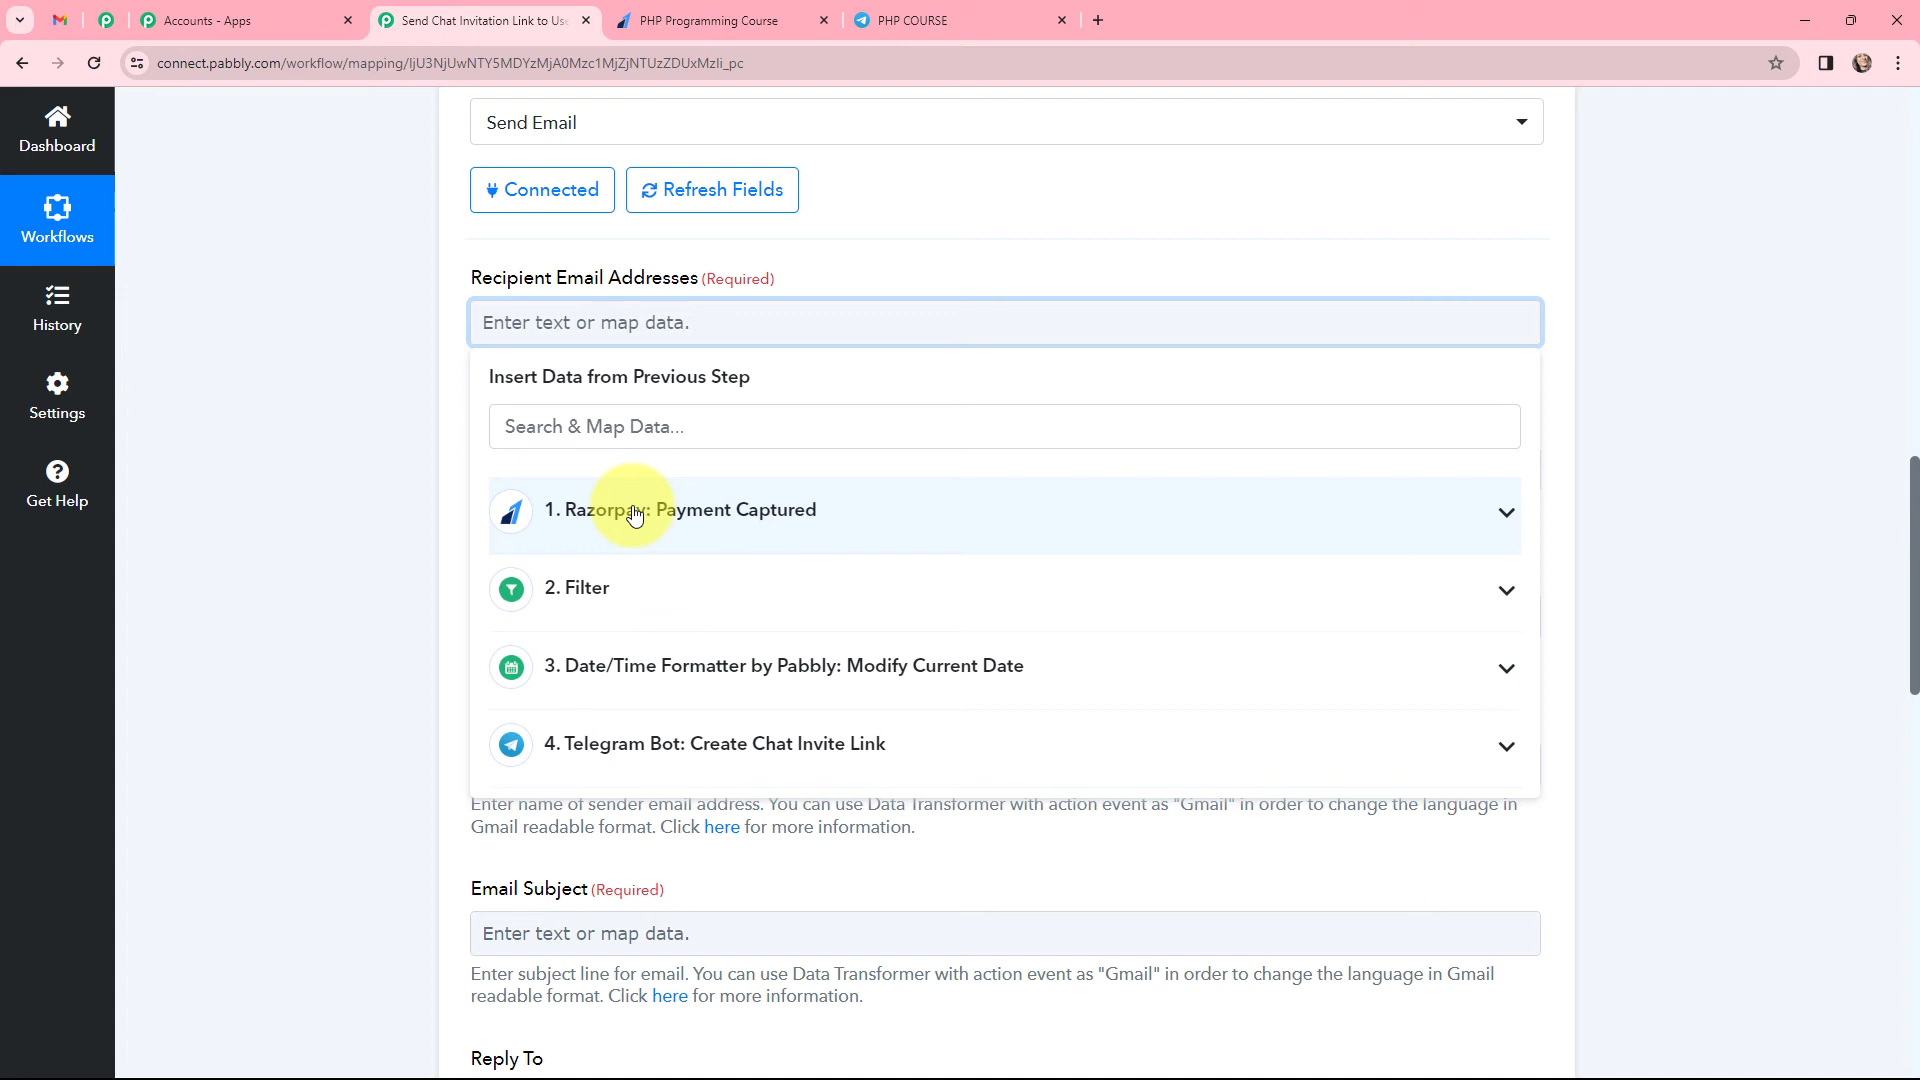 Accounts - Apps
Send Chat Invitation Link to Use
PHP Programming Course
PHP COURSE
connect.pabbly.com/workflow/mapping/IjU3NjUwNTY5MDYzMjA0Mzc1MjZjNTUzZDUxMzIi_pc
Dashboard
Workflows
History
Settings
Get Help
Send Email
Connected
Refresh Fields
Recipient Email Addresses (Required)
Enter text or map data.
Insert Data from Previous Step
Search & Map Data...
1. Razorpay: Payment Captured
2. Filter
3. Date/Time Formatter by Pabbly: Modify Current Date
4. Telegram Bot: Create Chat Invite Link
Enter name of sender email address. You can use Data Transformer with action event as "Gmail" in order to change the language in
Gmail readable format. Click here for more information.
Email Subject (Required)
Enter text or map data.
Enter subject line for email. You can use Data Transformer with action event as "Gmail" in order to change the language in Gmail
readable format. Click here for more information.
Reply To